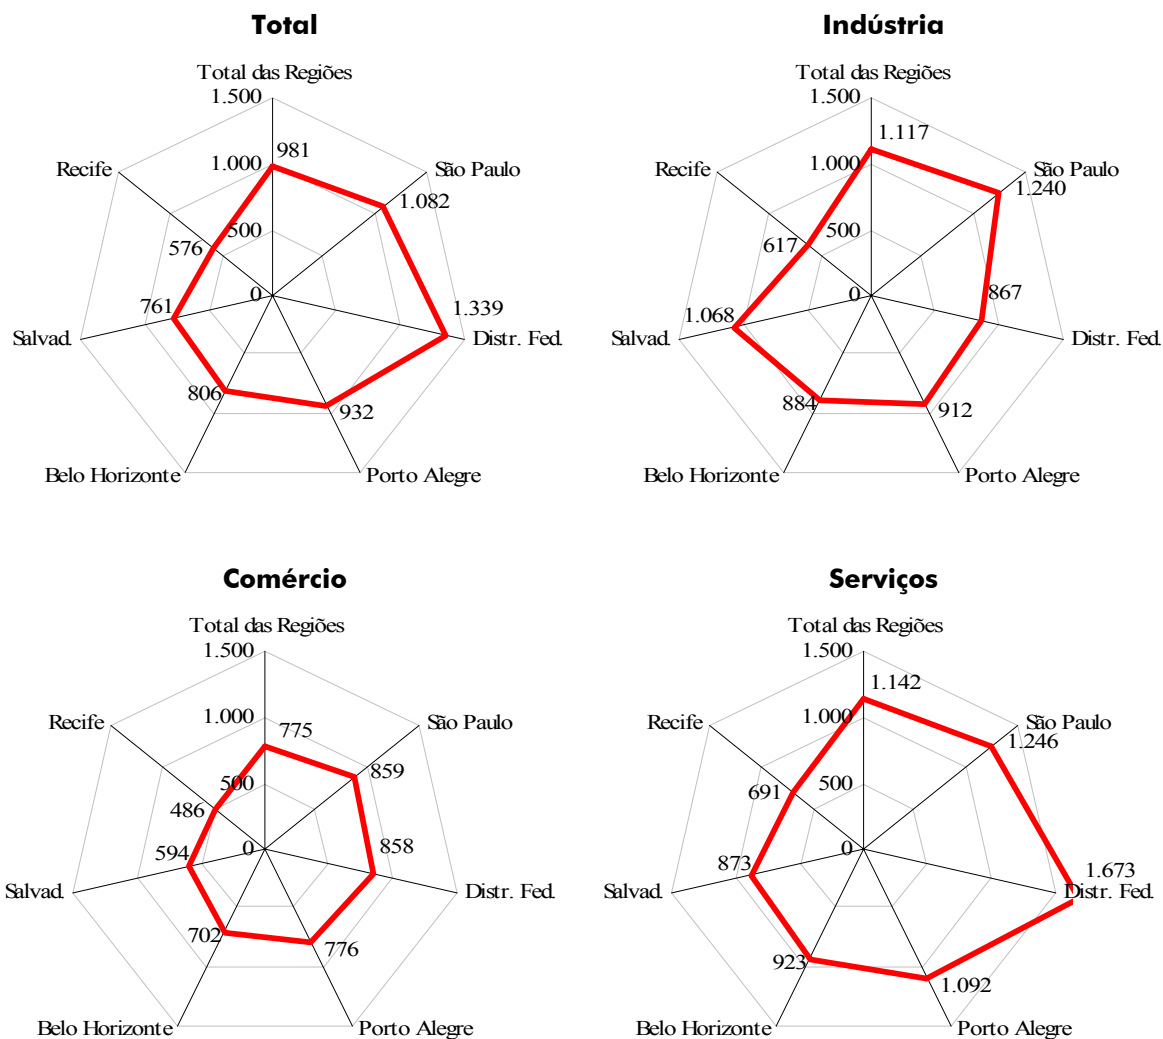 Total
Total das Regiões
1.500
981
1.000
Recife
São Paulo
1.082
500
576
0
761
1.339
Salvad.
Distr. Fed.
806
932
Belo Horizonte
Porto Alegre
Indústria
Total das Regiões
1.500
1.117
1.000
Recife
São Paulo
1.240
500
617
0
867
1.068
Salvad.
Distr. Fed.
884
912
Belo Horizonte
Porto Alegre
Comércio
Total das Regiões
1.500
1.000
775
Recife
São Paulo
859
500
486
0
858
594
Salvad.
Distr. Fed.
702
776
Belo Horizonte
Porto Alegre
Serviços
Total das Regiões
1.500
1.142
1.000
Recife
São Paulo
1.246
500
691
0
873
1.673
Salvad.
Distr. Fed.
923
1.092
Belo Horizonte
Porto Alegre